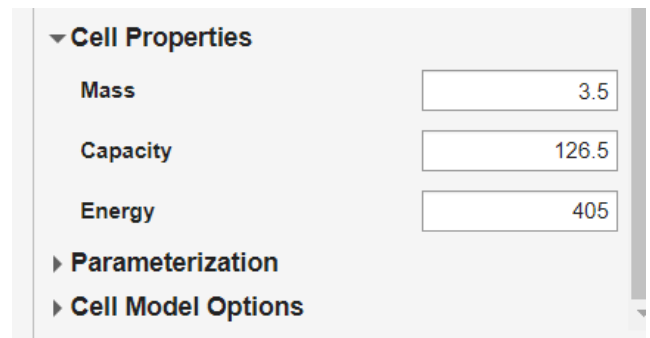 Cell Properties
Mass 3.5
Capacity 126.5
Energy 405
Parameterization
Cell Model Options